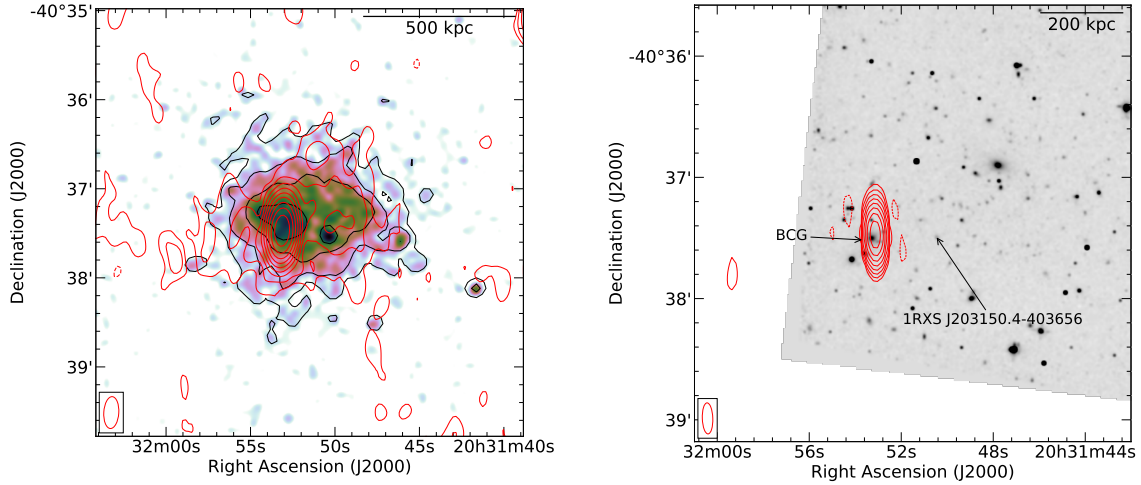 -40°35'
500 kpc
36'
37'
38'
39'
Declination (J2000)
32m00s 55s 50s 45s 20h31m40s
Right Ascension (J2000)
200 kpc
-40°36'
37'
BCG
38'
1RXS J203150.4-403656
39'
Declination (J2000)
32m00s 56s 52s 48s 20h31m44s
Right Ascension (J2000)